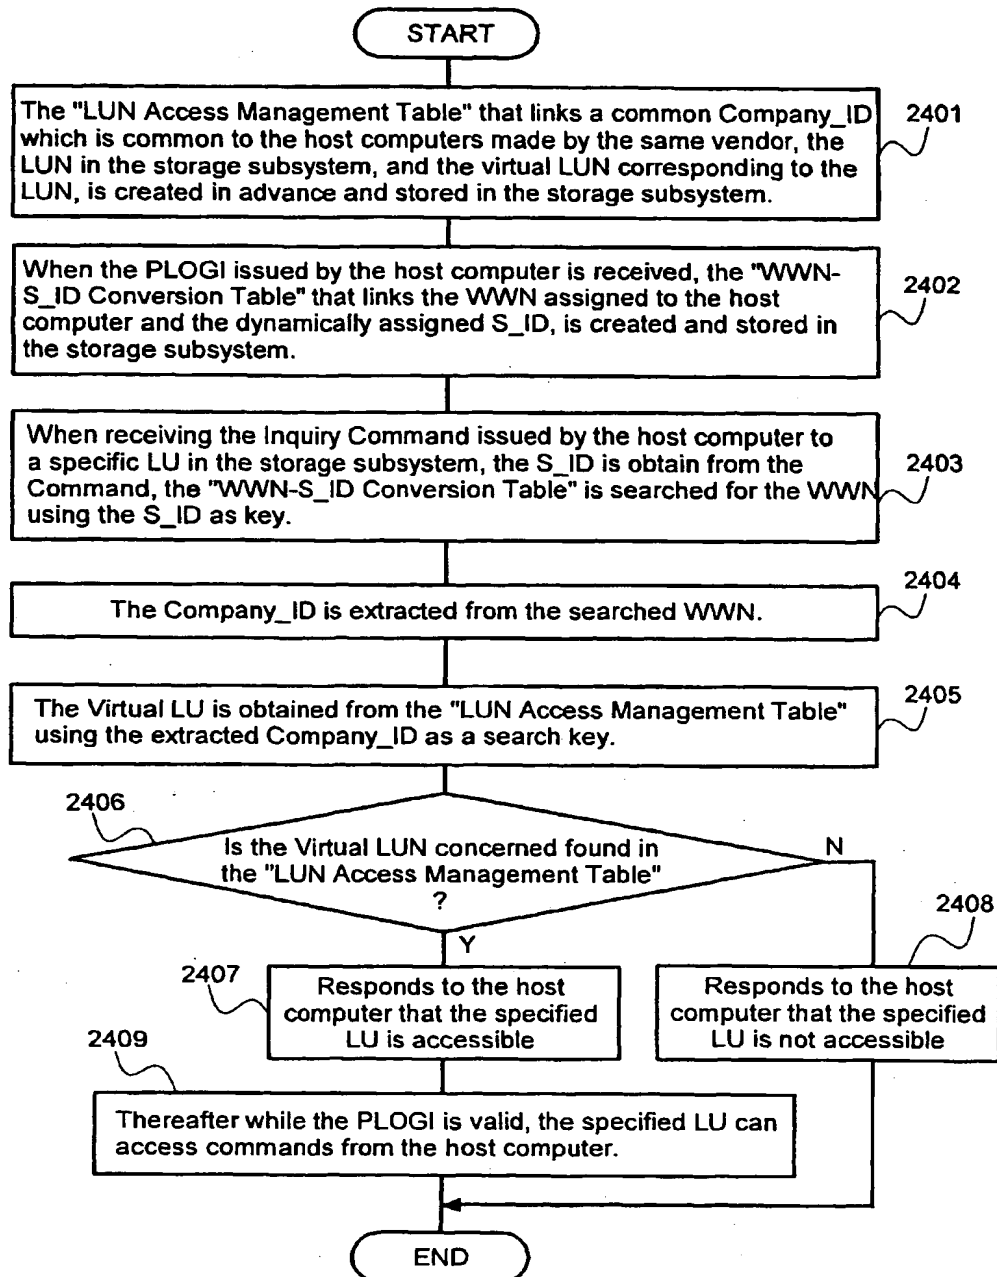 START
The "LUN Access Management Table" that links a common Company_ID
which is common to the host computers made by the same vendor, the
LUN in the storage subsystem, and the virtual LUN corresponding to the
LUN, is created in advance and stored in the storage subsystem.
2401
When the PLOGI issued by the host computer is received, the "WWN-
S_ID Conversion Table" that links the WWN assigned to the host
computer and the dynamically assigned S_ID, is created and stored in
the storage subsystem.
2402
When receiving the Inquiry Command issued by the host computer to
a specific LU in the storage subsystem, the S_ID is obtain from the
Command, the "WWN-S_ID Conversion Table" is searched for the WWN
using the S_ID as key.
2403
2404
The Company_ID is extracted from the searched WWN.
2405
The Virtual LU is obtained from the "LUN Access Management Table"
using the extracted Company_ID as a search key.
2406
Is the Virtual LUN concerned found in
the "LUN Access Management Table"
?
N
Y
2407
Responds to the host
computer that the specified
LU is accessible
2408
Responds to the host
computer that the specified
LU is not accessible
2409
Thereafter while the PLOGI is valid, the specified LU can
access commands from the host computer.
END